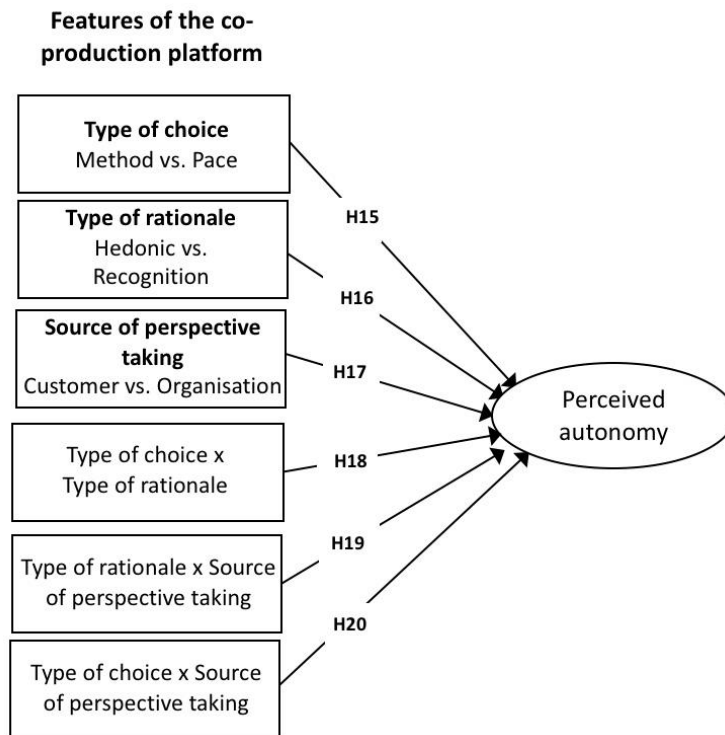 Features of the co-
production platform
Type of choice
Method vs. Pace
Type of rationale
Hedonic vs.
Recognition
Source of perspective
taking
Customer vs. Organisation
Type of choice x
Type of rationale
Type of rationale x Source
of perspective taking
Type of choice x Source
of perspective taking
H15
H16
H17
H18
H19
H20
Perceived
autonomy